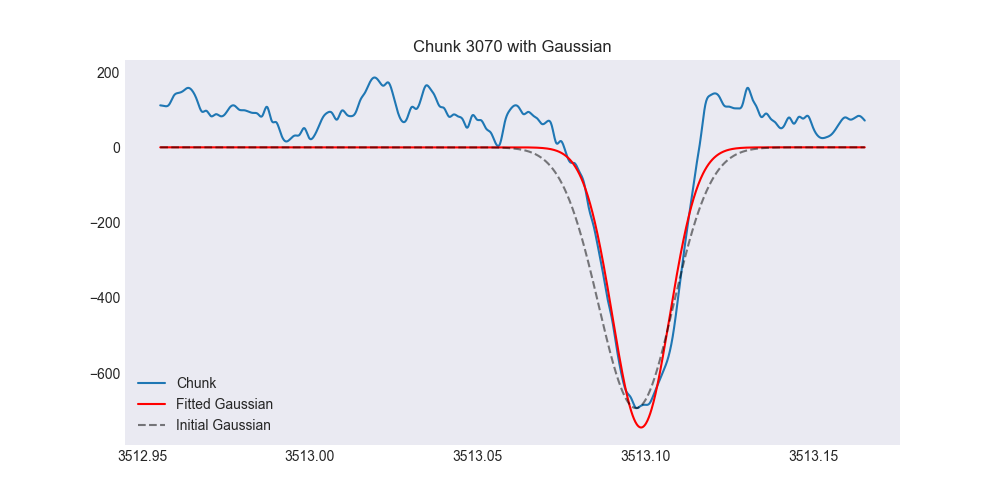 Chunk 3070 with Gaussian
200
0
−200
−400
−600
Chunk
Fitted Gaussian
Initial Gaussian
3512.95 3513.00 3513.05 3513.10 3513.15